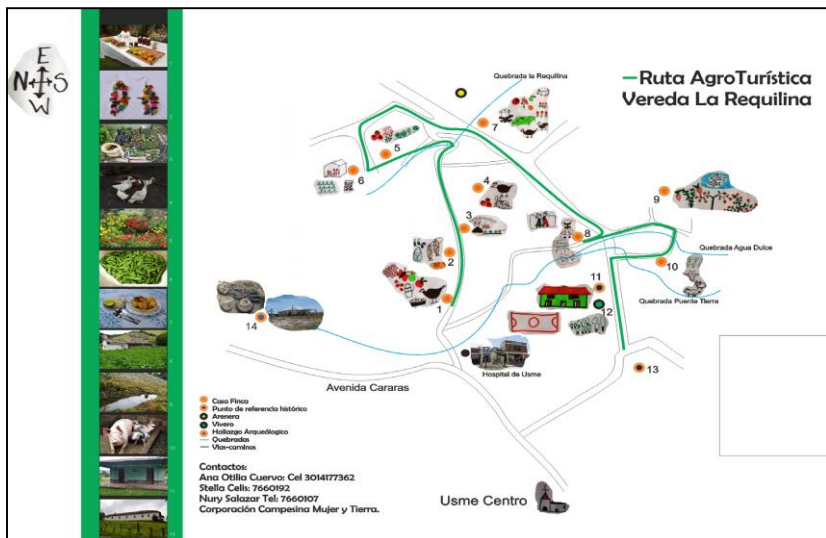 E
N S
W
Ruta AgroTurística
Vereda La Requilina
Quebrada la Requilina
7
5
6
4
3
2
1
8
9
Quebrada Agua Dulce
10
Quebrada Puente Tierra
11
12
13
14
Hospital de Usme
Avenida Cararas
Casa Finca
Punto de referencia histórico
Arenera
Vivero
Hallazgo Arqueólogico
Quebradas
Vias-caminos
Contactos:
Ana Otilia Cuervo: Cel 3014177362
Stella Celis: 7660192
Nury Salazar Tel: 7660107
Corporación Campesina Mujer y Tierra.
Usme Centro